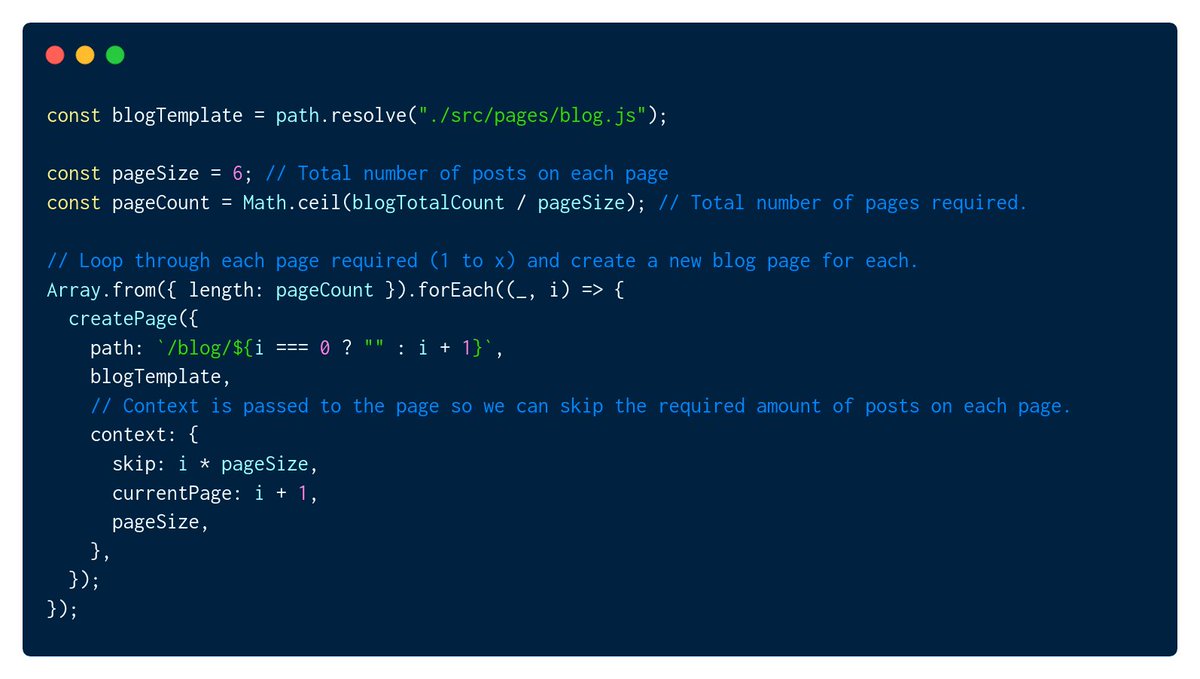 const blogTemplate = path.resolve("./src/pages/blog.js");
const pageSize = 6; // Total number of posts on each page
const pageCount = Math.ceil(blogTotalCount / pageSize); // Total number of pages required.
// Loop through each page required (1 to x) and create a new blog page for each.
Array.from({ length: pageCount }).forEach((_, i) => {
  createPage({
    path: `/blog/${i === 0 ? "" : i + 1}`,
    blogTemplate,
    // Context is passed to the page so we can skip the required amount of posts on each page.
    context: {
      skip: i * pageSize,
      currentPage: i + 1,
      pageSize,
    },
  });
});